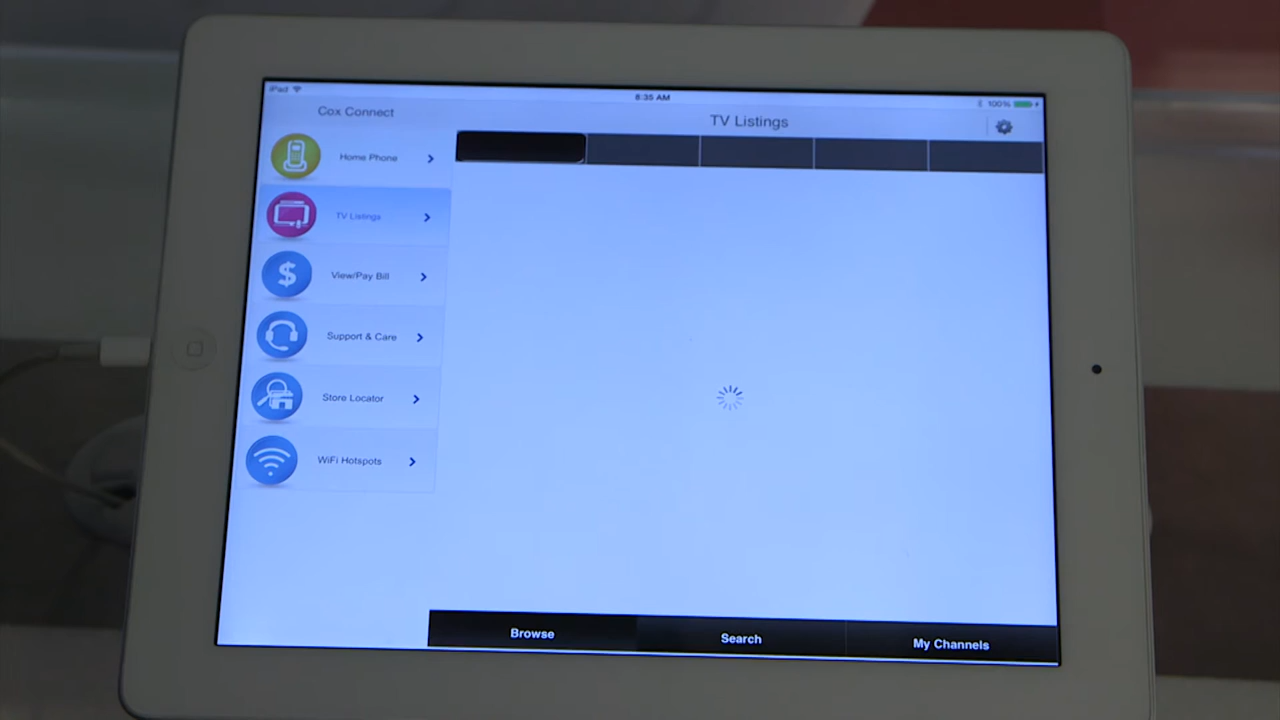 iPad
8:35 AM
100%
Cox Connect
TV Listings
Home Phone
TV Listings
View/Pay Bill
$
Support & Care
Store Locator
WiFi Hotspots
Browse
Search
My Channels